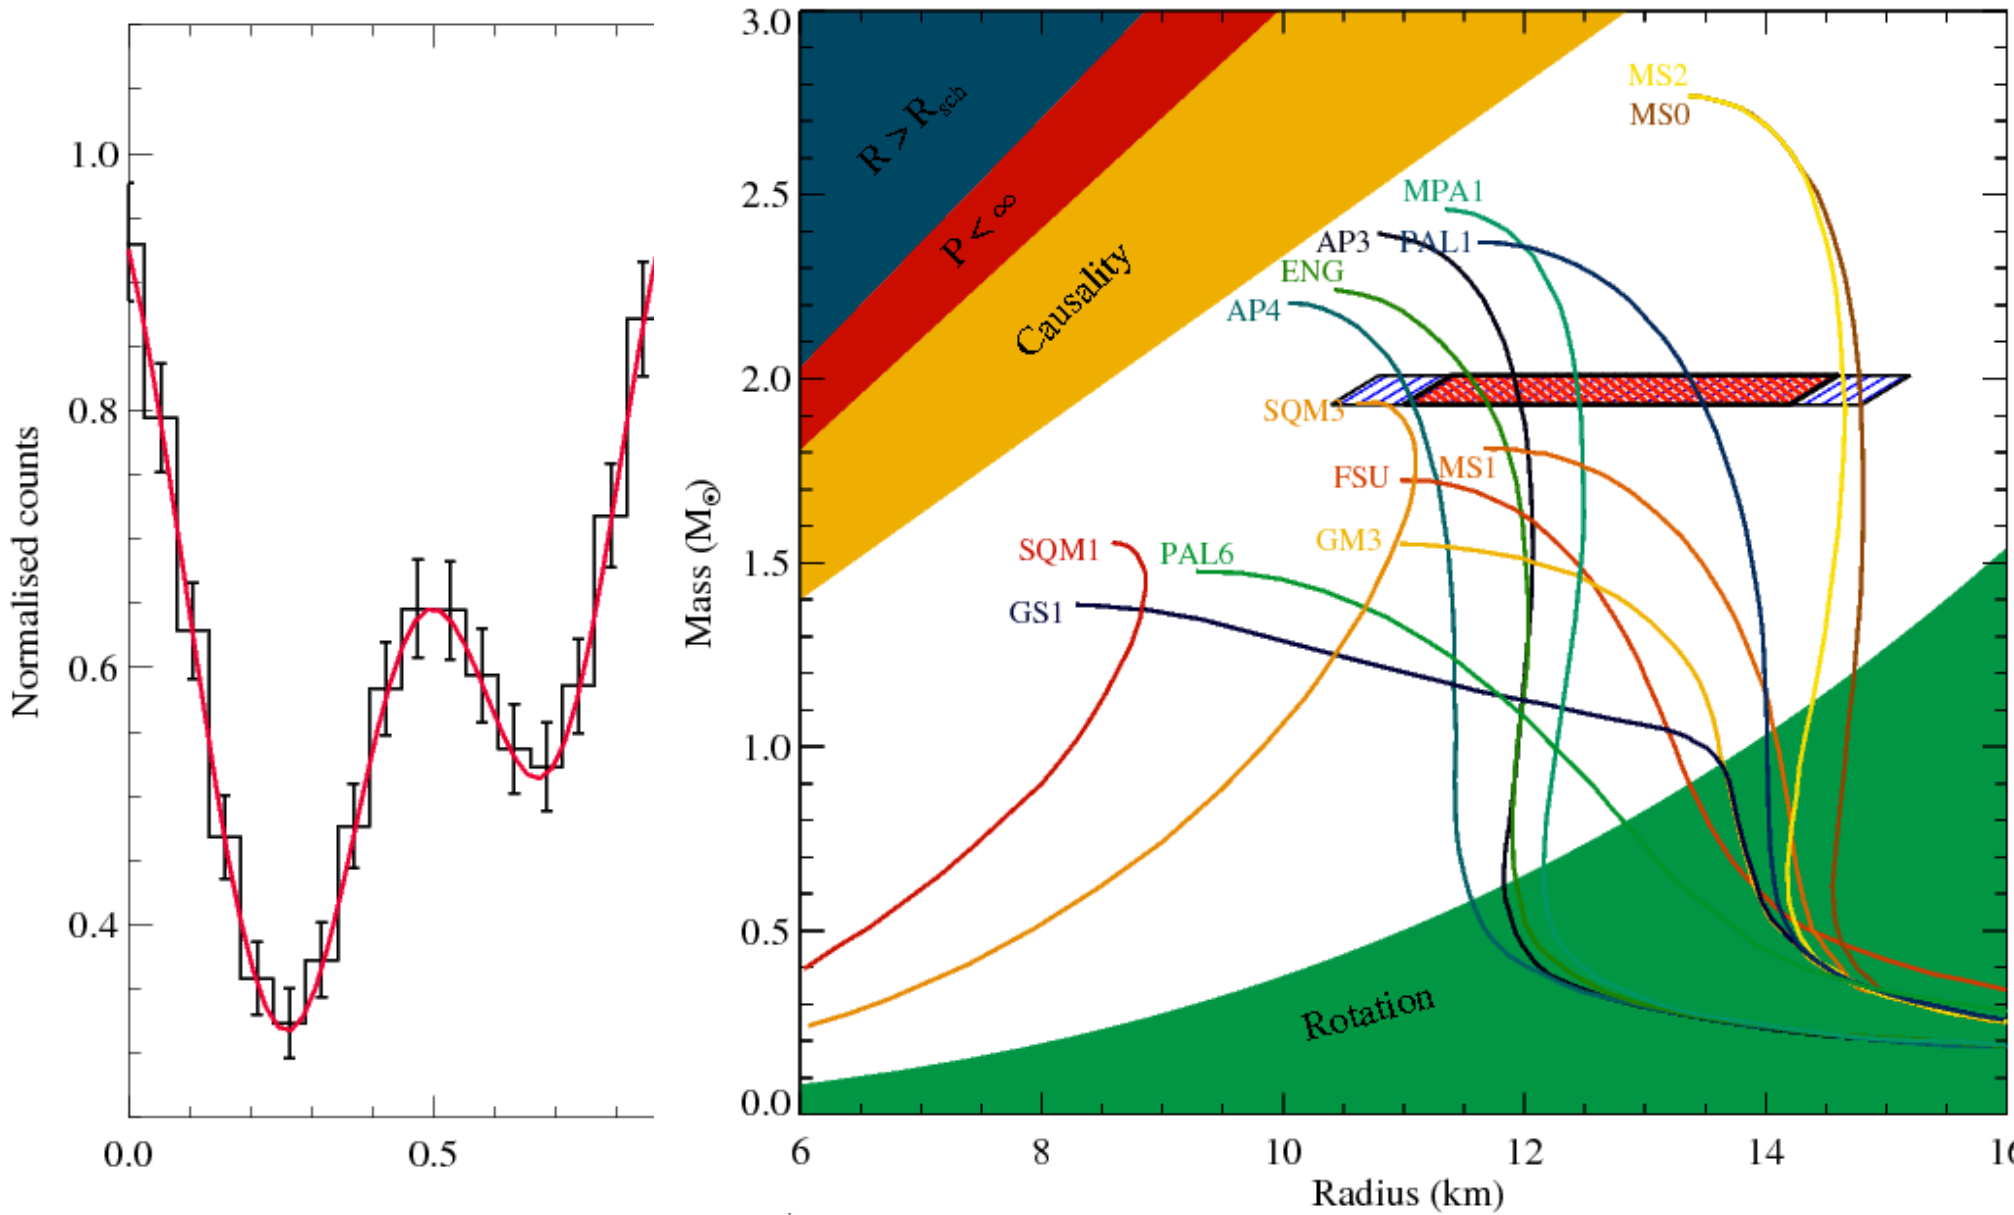 1.0
0.8
0.6
0.4
0.0
0.5
Normalised counts
3.0
2.5
2.0
1.5
1.0
0.5
0.0
Mass (M⊙)
R > Rsch
P < ∞
Causality
MS2
MS0
MPA1
AP3
PAL1
ENG
AP4
SQM3
FSU
MS1
GM3
SQM1
PAL6
GS1
Rotation
6
8
10
12
14
Radius (km)